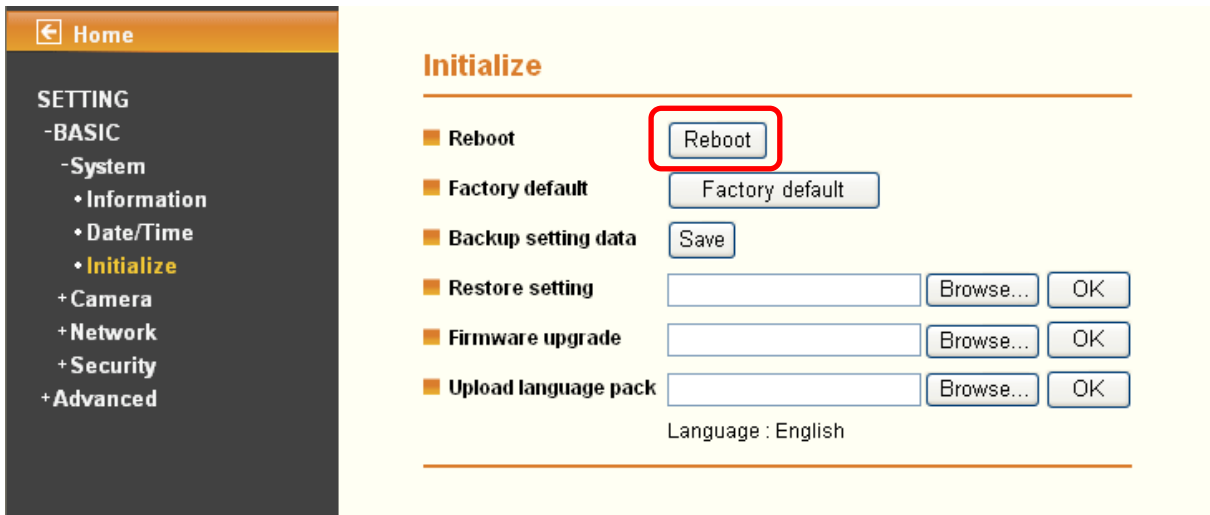 Home
SETTING
-BASIC
-System
•Information
•Date/Time
•Initialize
+Camera
+Network
+Security
+Advanced
Initialize
Reboot Reboot
Factory default Factory default
Backup setting data Save
Restore setting Browse... OK
Firmware upgrade Browse... OK
Upload language pack Browse... OK
Language : English